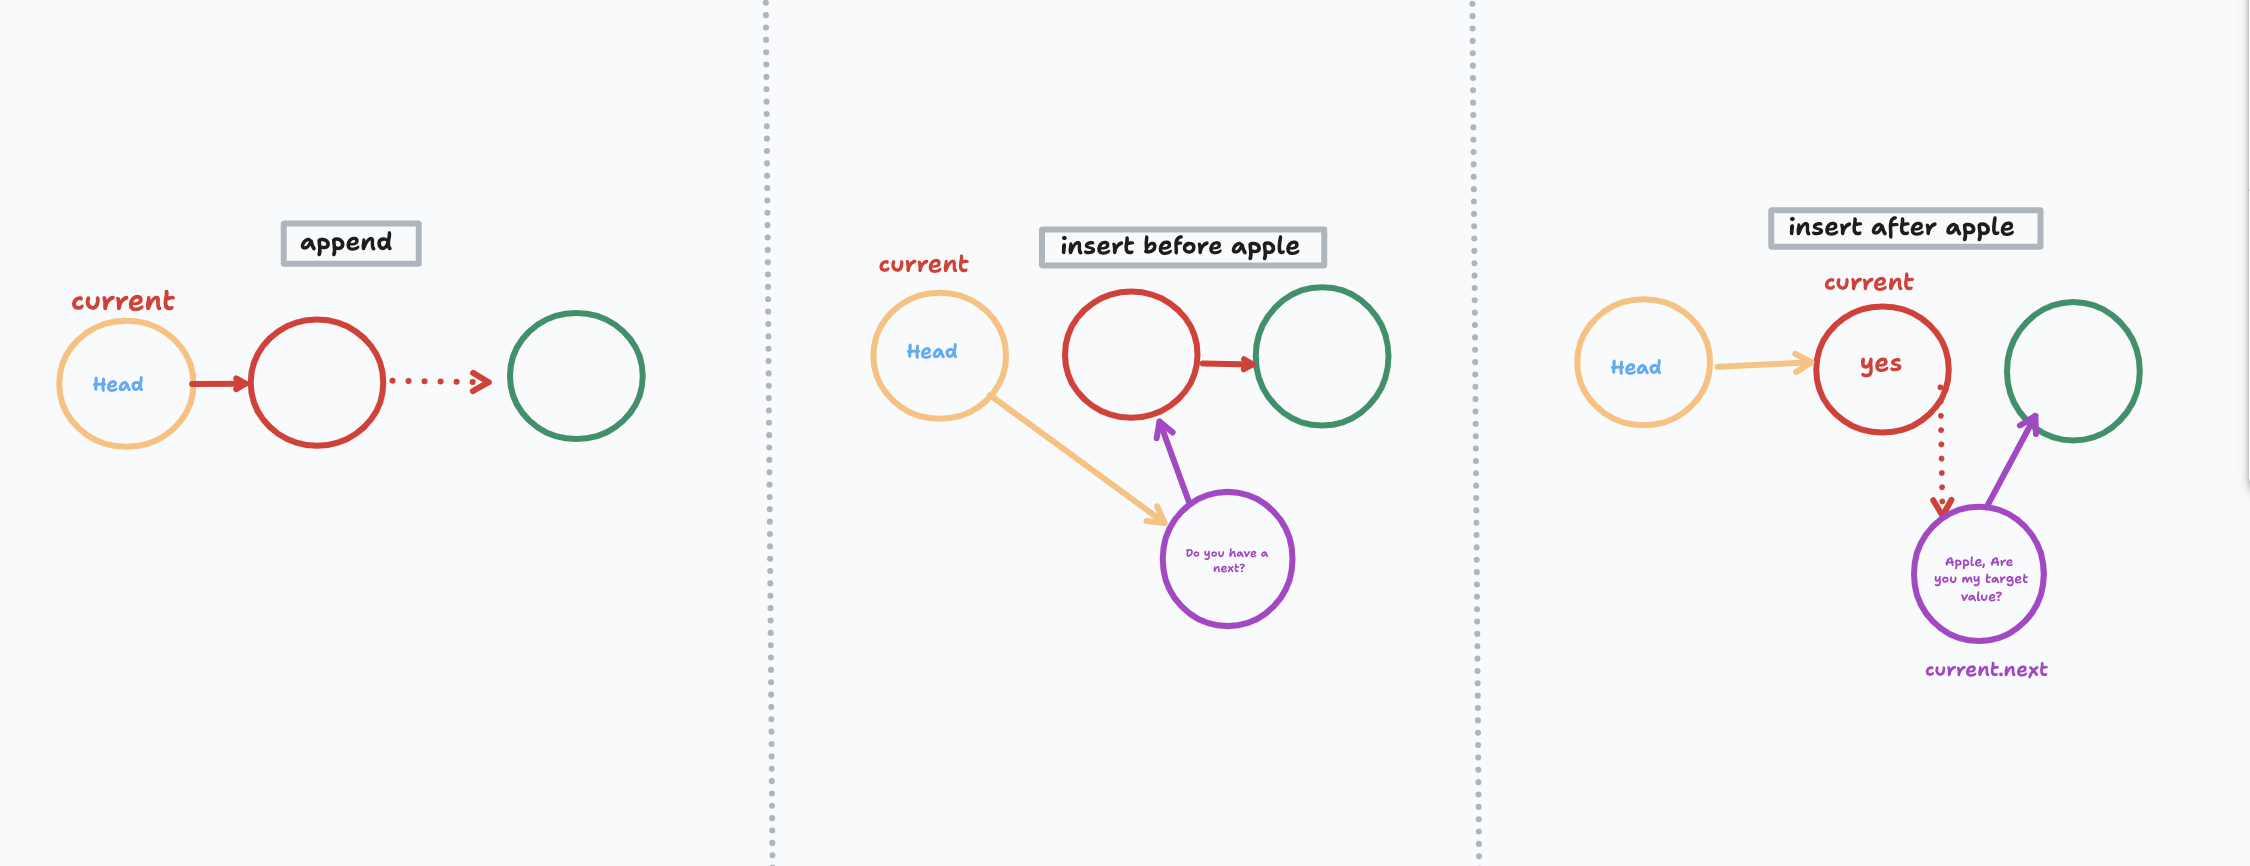 append
current
Head
insert before apple
current
Head
Do you have a
next?
insert after apple
current
Head
yes
Apple, Are
you my target
value?
current.next